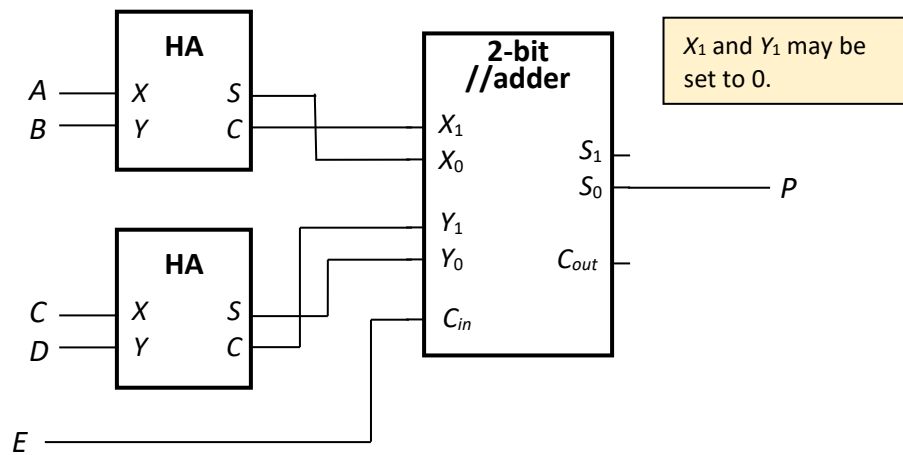 HA
A
B
X
Y
S
C
2-bit
//adder
X₁
X₀
Y₁
Y₀
Cᵢₙ
S₁
S₀
Cₒᵤₜ
P
X₁ and Y₁ may be
set to 0.
HA
C
D
X
Y
S
C
E